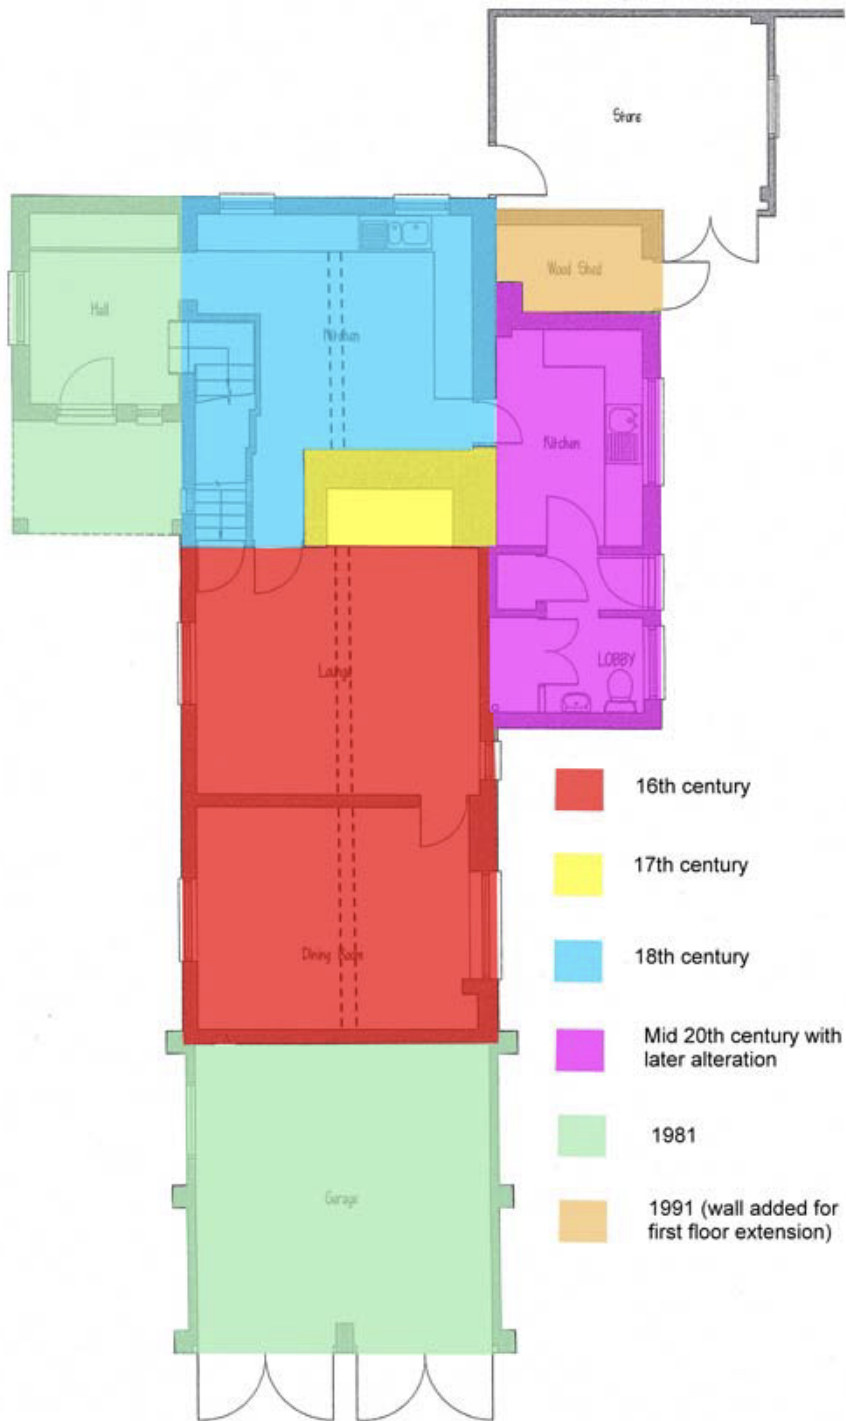 Store
Wood Shed
Hall
Kitchen
Kitchen
LOBBY
Lounge
16th century
17th century
Dining Room
18th century
Mid 20th century with
later alteration
1981
Garage
1991 (wall added for
first floor extension)